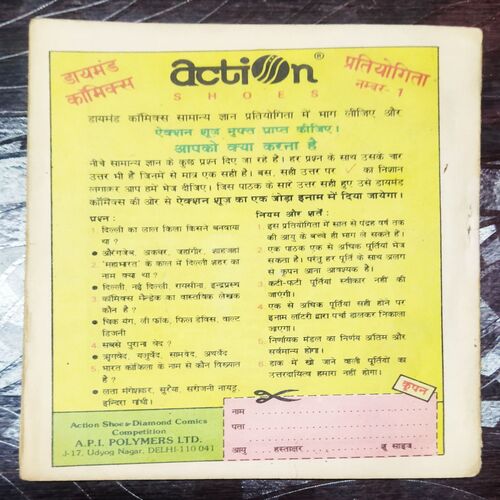 डायमंड
कॉमिक्स
action®
SHOES
प्रतियोगिता
नम्बर-1
डायमंड कॉमिक्स सामान्य ज्ञान प्रतियोगिता में भाग लीजिए और
ऐक्शन शूज मुफ्त प्राप्त कीजिए।
आपको क्या करना है
नीचे सामान्य ज्ञान के कुछ प्रश्न दिए जा रहे हैं। हर प्रश्न के साथ उसके चार
उत्तर भी हैं जिनमें से मात्र एक सही है। बस, सही उत्तर पर ✓ का निशान
लगाकर आप हमें भेज दीजिए। जिस पाठक के सारे उत्तर सही हुए उसे डायमंड
कॉमिक्स की ओर से ऐक्शन शूज का एक जोड़ा इनाम में दिया जायेगा।
प्रश्न :
1 दिल्ली का लाल किला किसने बनवाया
था ?
● औरंगजेब, अकबर, जहांगीर, शाहजहां
2 'महाभारत' के काल में दिल्ली शहर का
नाम क्या था ?
● दिल्ली, नई दिल्ली, रायसीना, इन्द्रप्रस्थ
3 कॉमिक्स मैन्ड्रेक का वास्तविक लेखक
कौन है ?
● चिक यंग, ली फॉक, फिल डेविस, वाल्ट
डिजनी
4 सबसे पुराना वेद ?
● ऋग्वेद, यजुर्वेद, सामवेद, अथर्वेद
5 भारत कोकिला के नाम से कौन विख्यात
है ?
● लता मंगेशकर, सुरैया, सरोजनी नायडू,
इन्दिरा गांधी।
नियम और शर्तें :
1 इस प्रतियोगिता में सात से पंद्रह वर्ष तक
की आयु के बच्चे ही भाग ले सकते हैं।
2 एक पाठक एक से अधिक पूर्तियां भेज
सकता है। परंतु हर पूर्ति के साथ अलग
से कूपन आना आवश्यक है।
3 कटी-फटी पूर्तियां स्वीकार नहीं की
जाएंगी।
4 एक से अधिक पूर्तियां सही होने पर
इनाम लॉटरी द्वारा पर्चा डालकर निकाला
जाएगा।
5 निर्णायक मंडल का निर्णय अंतिम और
सर्वमान्य होगा।
6 डाक में खो जाने वाली पूर्तियों का
उत्तरदायित्व हमारा नहीं होगा।
Action Shoes-Diamond Comics
Competition
A.P.I. POLYMERS LTD.
J-17, Udyog Nagar, DELHI-110 041
कूपन
नाम
पता
आयु हस्ताक्षर शू साइज